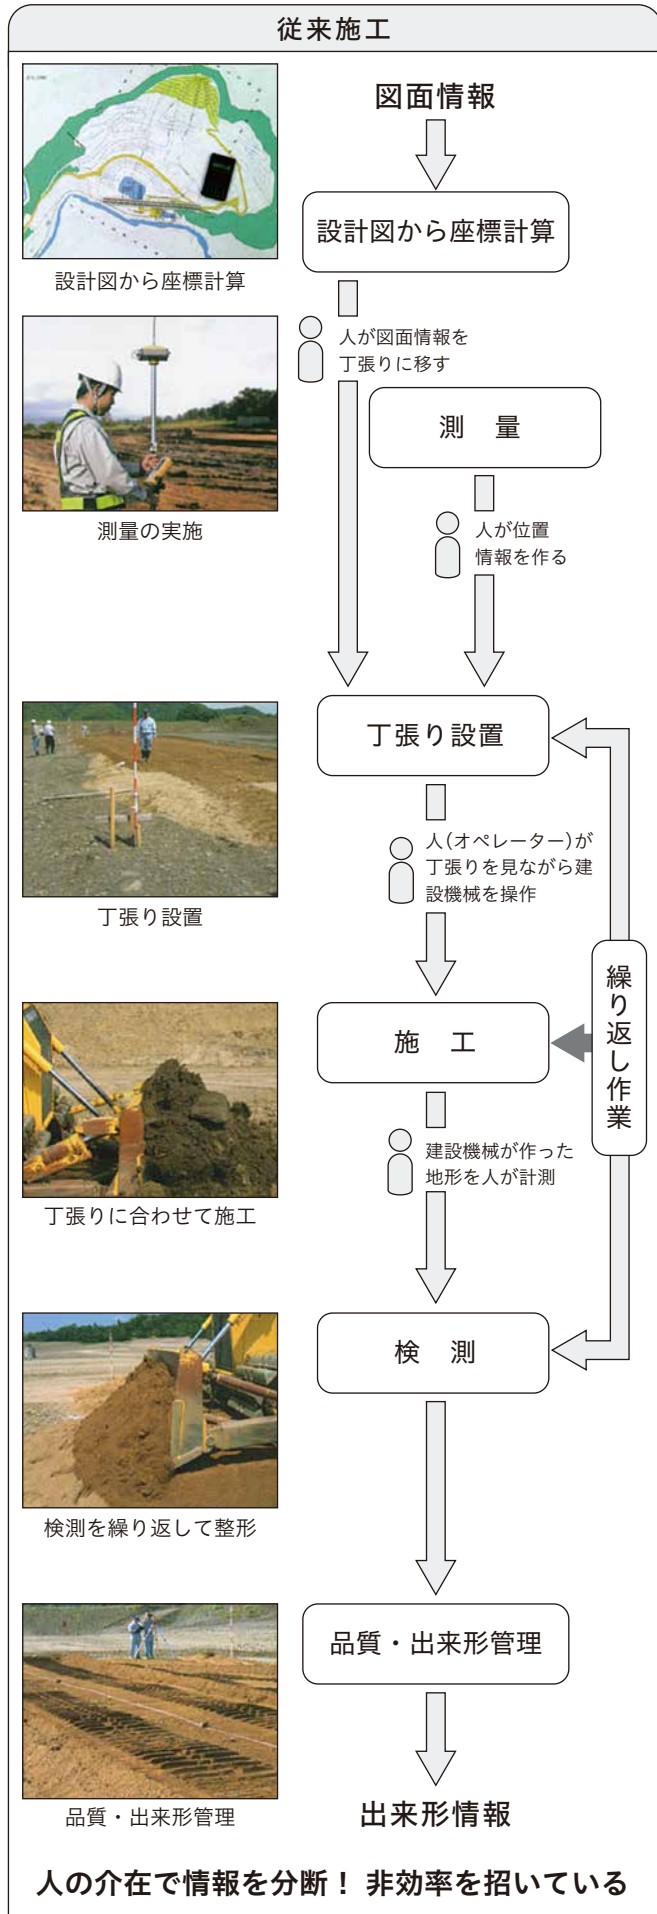 従来施工
図面情報
設計図から座標計算
設計図から座標計算
人が図面情報を
丁張りに移す
測 量
測量の実施
人が位置
情報を作る
丁張り設置
丁張り設置
人(オペレーター)が
丁張りを見ながら建
設機械を操作
繰り返し作業
施 工
丁張りに合わせて施工
建設機械が作った
地形を人が計測
検 測
検測を繰り返して整形
品質・出来形管理
品質・出来形管理
出来形情報
人の介在で情報を分断！ 非効率を招いている